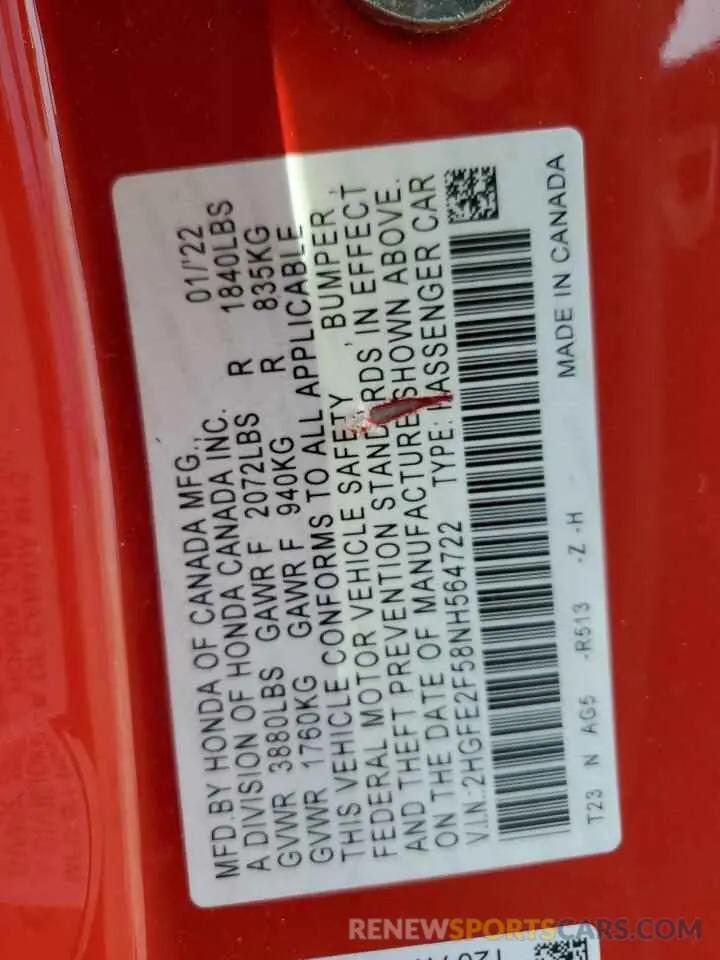 MFD.BY HONDA OF CANADA MFG., 01/'22
A DIVISION OF HONDA CANADA INC.
GVWR 3880LBS GAWR F 2072LBS R 1840LBS
GVWR 1760KG GAWR F 940KG R 835KG
THIS VEHICLE CONFORMS TO ALL APPLICABLE
FEDERAL MOTOR VEHICLE SAFETY, BUMPER,
AND THEFT PREVENTION STANDARDS IN EFFECT
ON THE DATE OF MANUFACTURE SHOWN ABOVE.
V.I.N.:2HGFE2F58NH564722 TYPE: PASSENGER CAR
T23 N AG5 -R513 -Z -H MADE IN CANADA
RENEWSPORTSCARS.COM